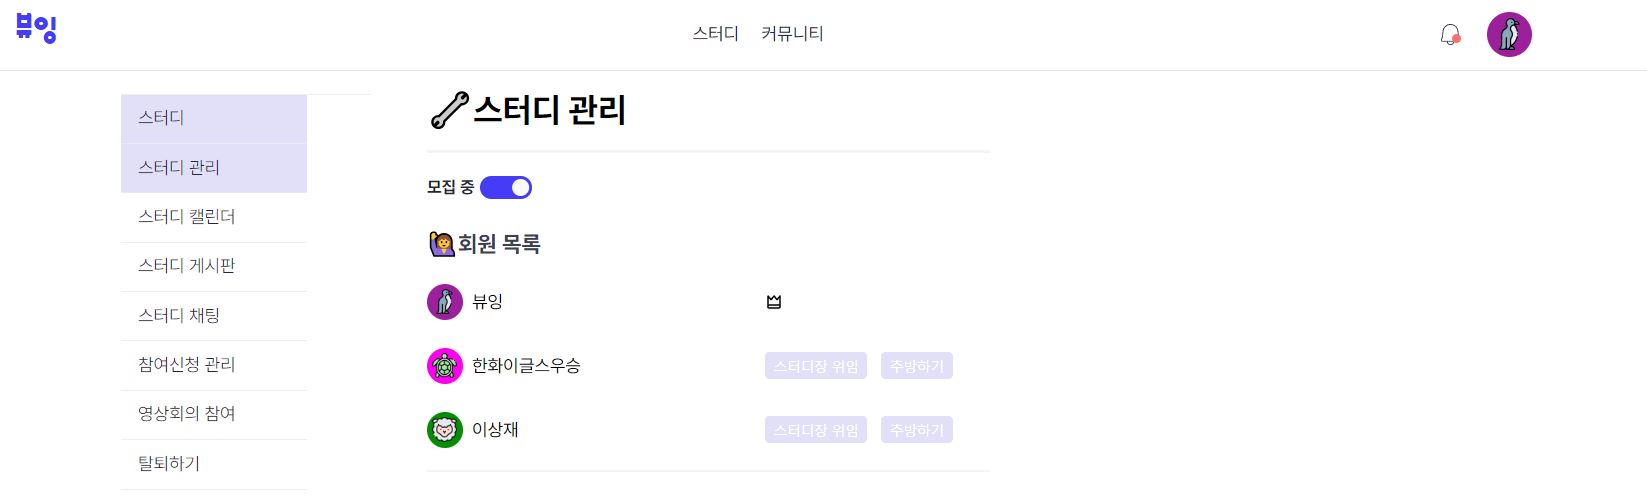 뷰잉
스터디 커뮤니티
스터디
스터디 관리
스터디 캘린더
스터디 게시판
스터디 채팅
참여신청 관리
영상회의 참여
탈퇴하기
스터디 관리
모집 중
회원 목록
뷰잉
한화이글스우승 스터디장 위임 추방하기
이상재 스터디장 위임 추방하기